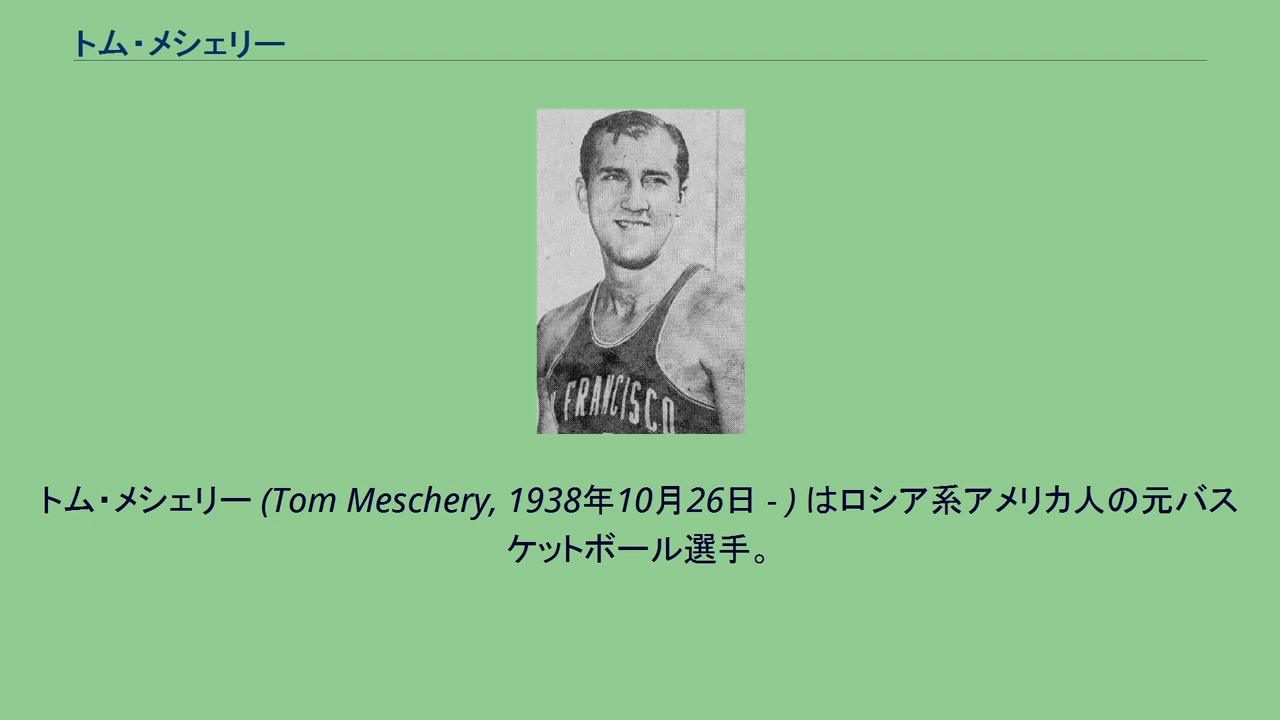 トム・メシェリー
FRANCISCO
トム・メシェリー (Tom Meschery, 1938年10月26日 - ) はロシア系アメリカ人の元バス
ケットボール選手。